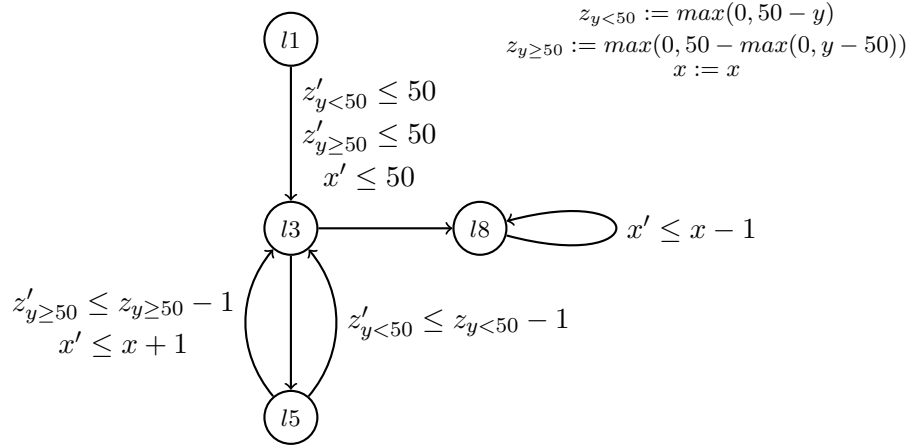 l1
z_{y<50} := max(0, 50 − y)
z_{y≥50} := max(0, 50 − max(0, y − 50))
x := x
z′_{y<50} ≤ 50
z′_{y≥50} ≤ 50
x′ ≤ 50
l3
l8
x′ ≤ x − 1
z′_{y≥50} ≤ z_{y≥50} − 1
x′ ≤ x + 1
z′_{y<50} ≤ z_{y<50} − 1
l5